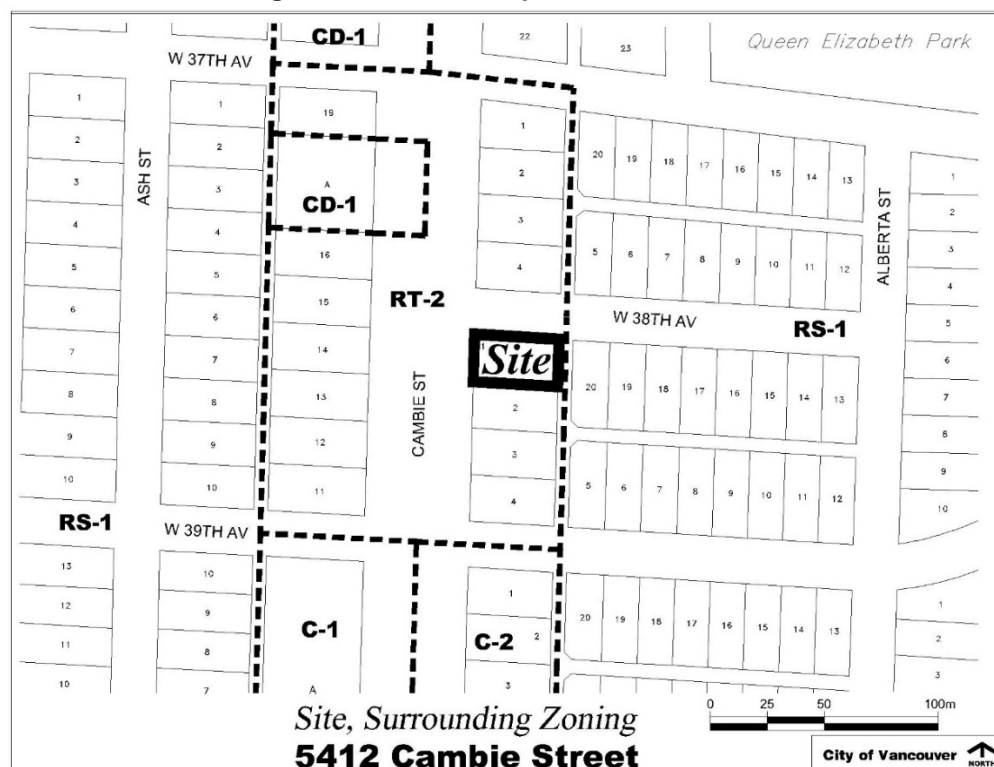 CD-1
22
23
Queen Elizabeth Park
W 37TH AV
1
1
19
1
2
2
2
20 19 18 17 16 15 14 13
1
3
ASH ST
3
A
CD-1
3
ALBERTA ST
2
4
4
16
4
5 6 7 8 9 10 11 12
3
5
5
15
RT-2
4
6
6
W 38TH AV
RS-1
5
7
7
14
1
Site
6
8
8
13
CAMBIE ST
2
20 19 18 17 16 15 14 13
7
9
9
12
3
8
10
10
11
4
5 6 7 8 9 10 11 12
9
10
RS-1
W 39TH AV
13
10
1
20 19 18 17 16 15 14 13
1
12
9
C-1
C-2
2
2
11
8
10
7
A
3
3
Site, Surrounding Zoning
0 25 50 100m
5412 Cambie Street
City of Vancouver
NORTH